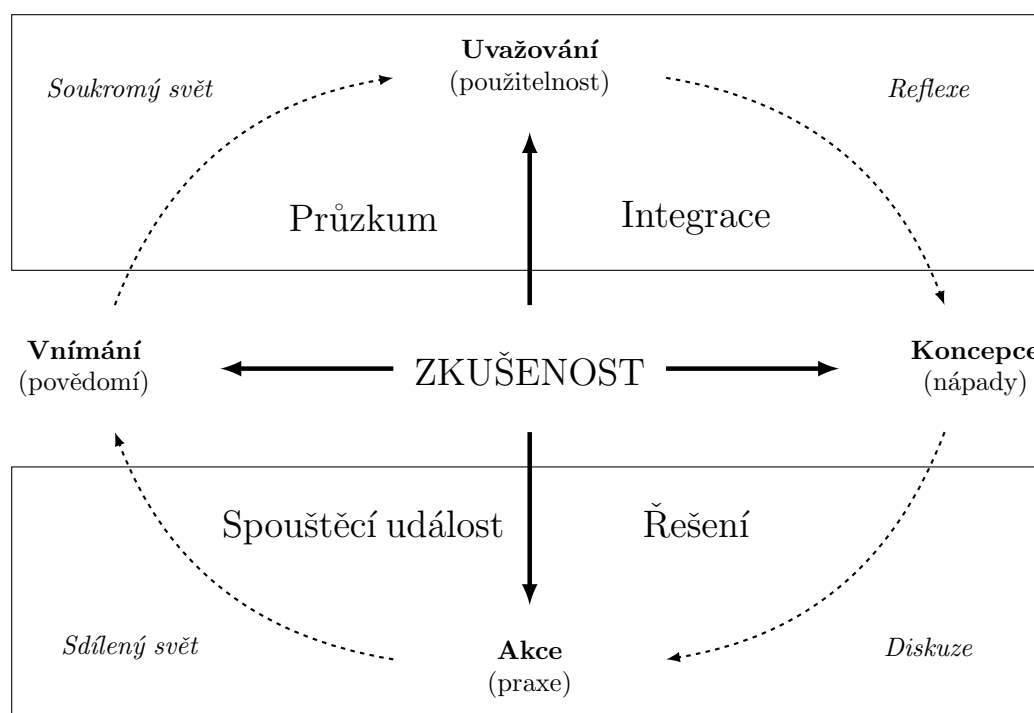 Uvažování
(použitelnost)
Soukromý svět
Reflexe
Průzkum
Integrace
Vnímání
(povědomí)
ZKUŠENOST
Koncepce
(nápady)
Spouštěcí událost
Řešení
Sdílený svět
Akce
(praxe)
Diskuze